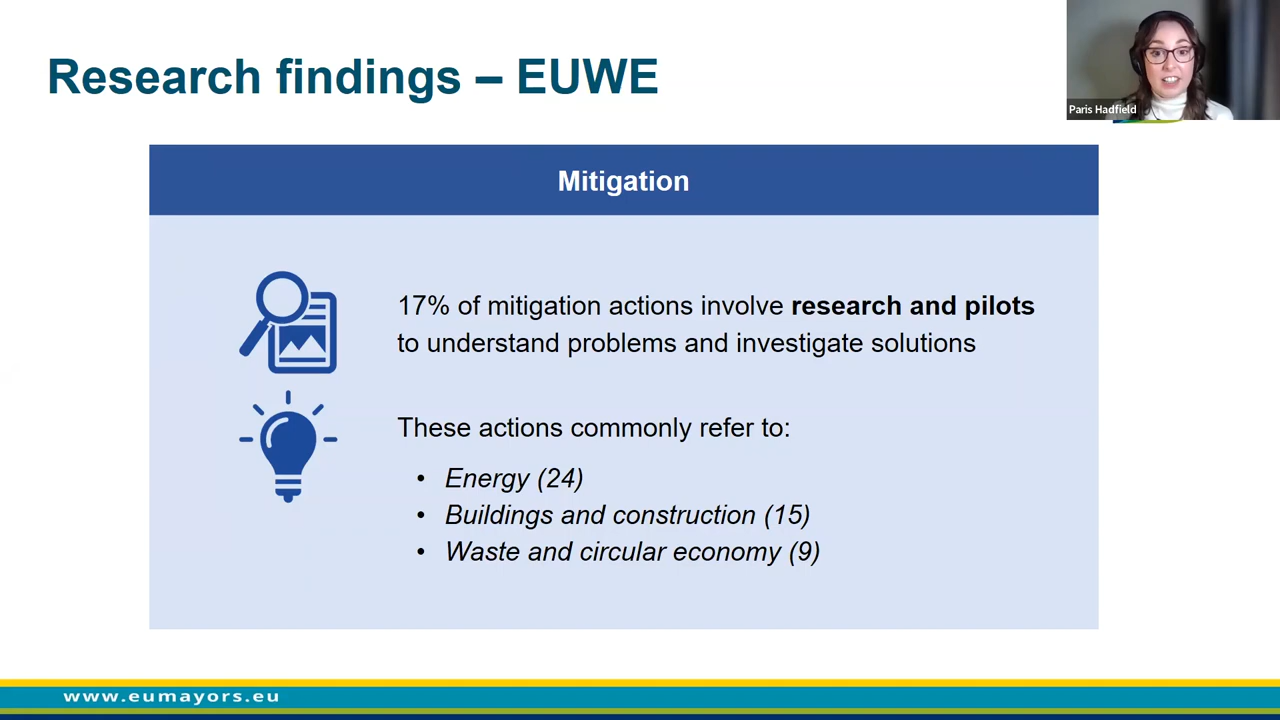 Research findings – EUWE
Paris Hadfield
Mitigation
17% of mitigation actions involve research and pilots
to understand problems and investigate solutions
These actions commonly refer to:
• Energy (24)
• Buildings and construction (15)
• Waste and circular economy (9)
www.eumayors.eu